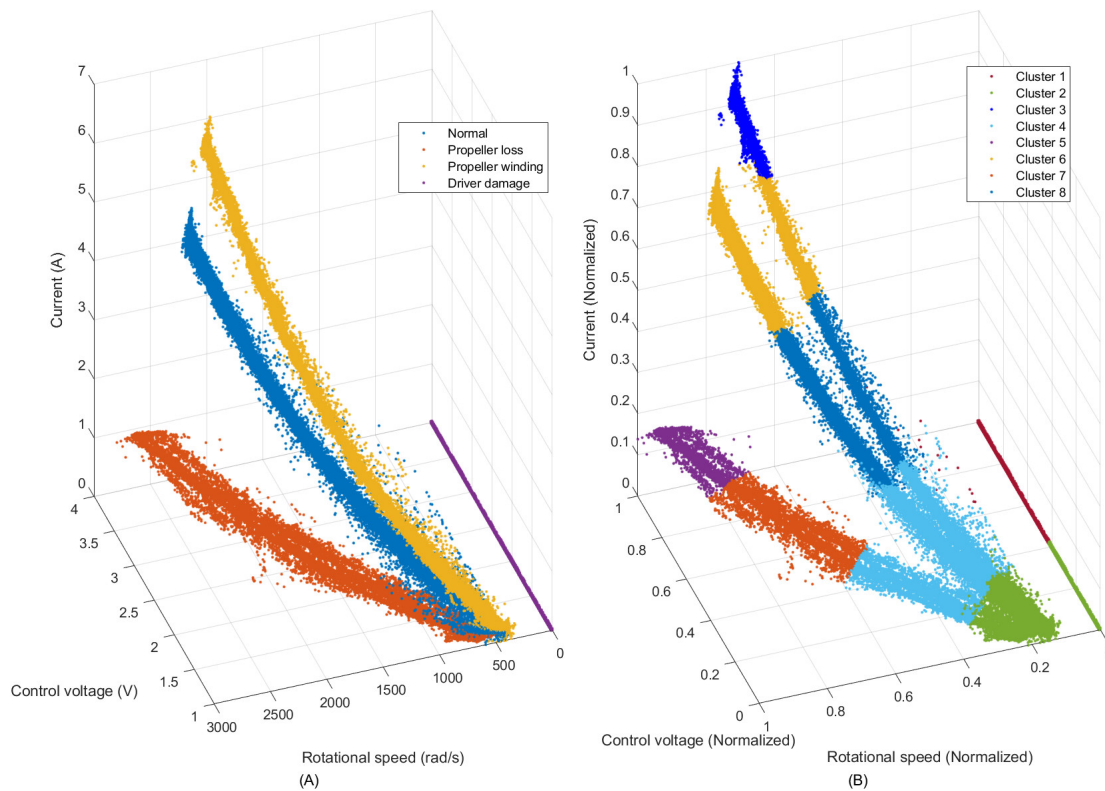 7
6
5
4
3
2
1
0
Current (A)
4
3.5
3
2.5
2
1.5
1
Control voltage (V)
3000
2500
2000
1500
1000
500
0
Rotational speed (rad/s)
Normal
Propeller loss
Propeller winding
Driver damage
(A)
1
0.9
0.8
0.7
0.6
0.5
0.4
0.3
0.2
0.1
0
Current (Normalized)
1
0.8
0.6
0.4
0.2
0
Control voltage (Normalized)
1
0.8
0.6
0.4
0.2
Rotational speed (Normalized)
Cluster 1
Cluster 2
Cluster 3
Cluster 4
Cluster 5
Cluster 6
Cluster 7
Cluster 8
(B)